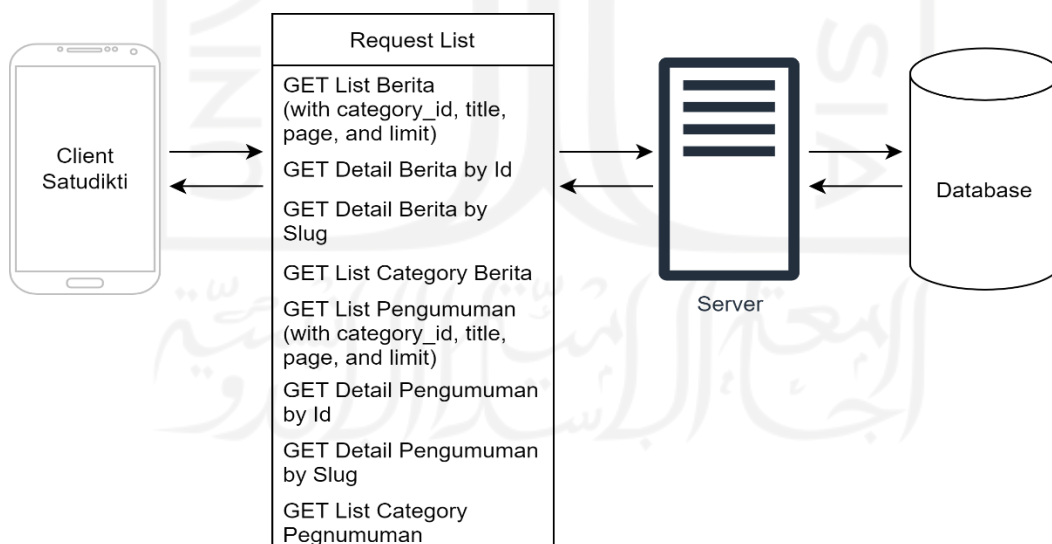 Client
Satudikti
Request List
GET List Berita
(with category_id, title,
page, and limit)
GET Detail Berita by Id
GET Detail Berita by
Slug
GET List Category Berita
GET List Pengumuman
(with category_id, title,
page, and limit)
GET Detail Pengumuman
by Id
GET Detail Pengumuman
by Slug
GET List Category
Pegnumuman
Server
Database